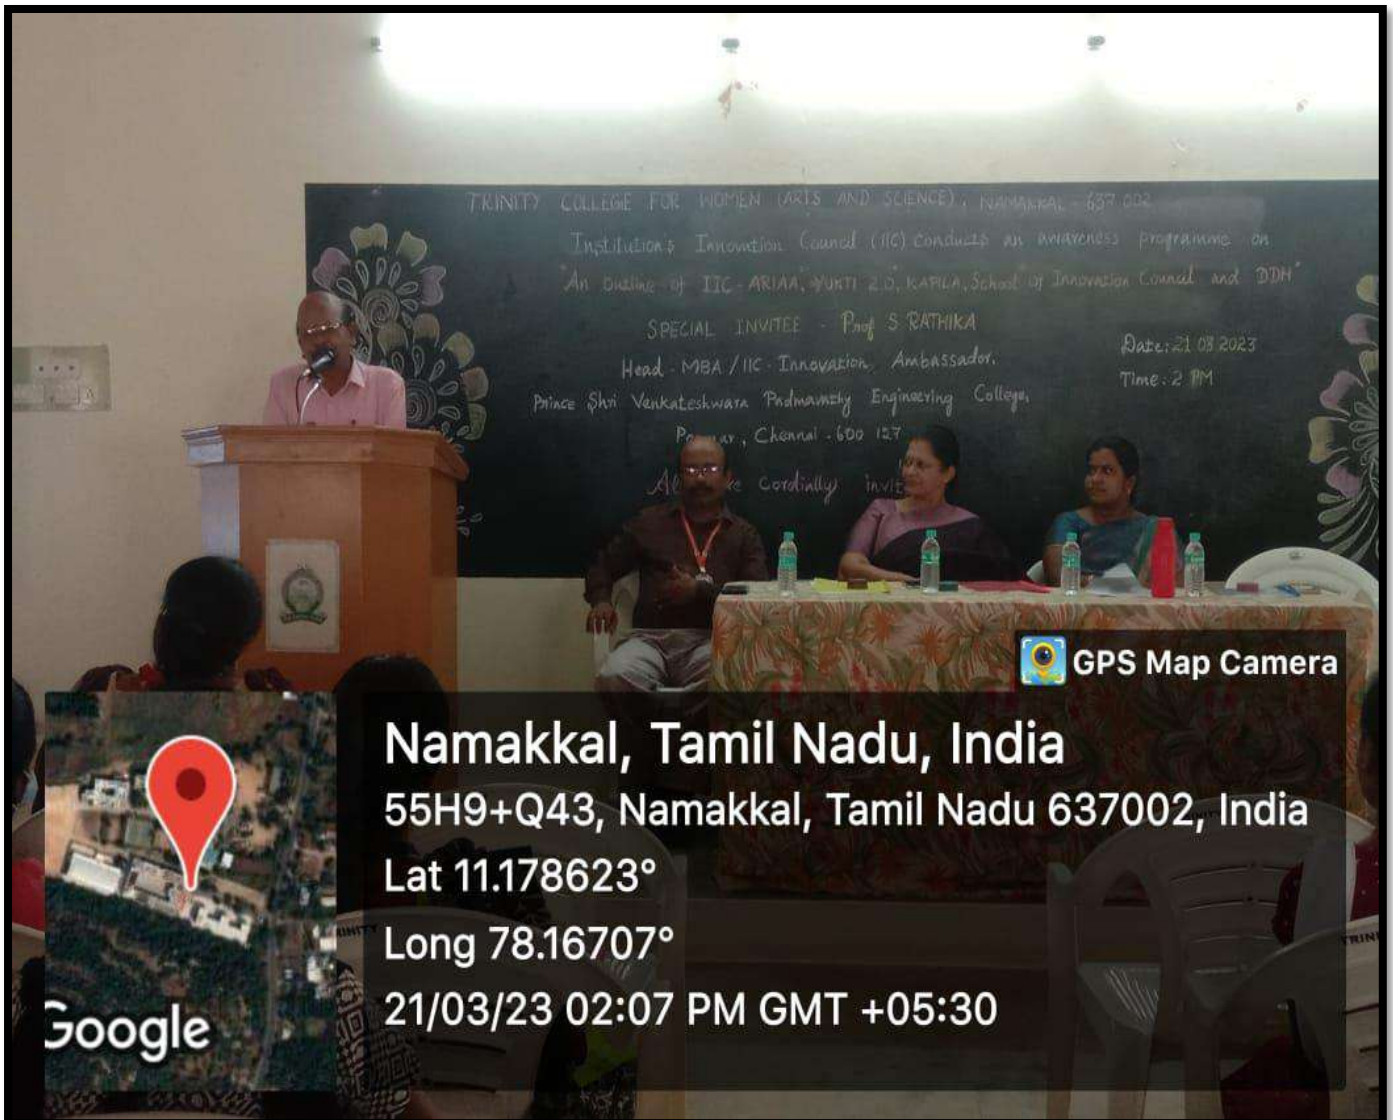 TRINITY COLLEGE FOR WOMEN (ARTS AND SCIENCE), NAMAKKAL - 637 002
Institution's Innovation Council (IIC) Conducts an awareness programme on
"An Outline of IIC - ARIAA, YUKTI 2.0, KAPILA, School of Innovation Council and DDH"
SPECIAL INVITEE - Prof S RATHIKA
Head - MBA / IIC - Innovation, Ambassador,
Prince Shri Venkateshwara Padmavathy Engineering College,
Chennai - 600 127
Cordially
Date: 21 03 2023
Time: 2 PM
GPS Map Camera
Namakkal, Tamil Nadu, India
55H9+Q43, Namakkal, Tamil Nadu 637002, India
Lat 11.178623°
Long 78.16707°
21/03/23 02:07 PM GMT +05:30
Google
TRINITY